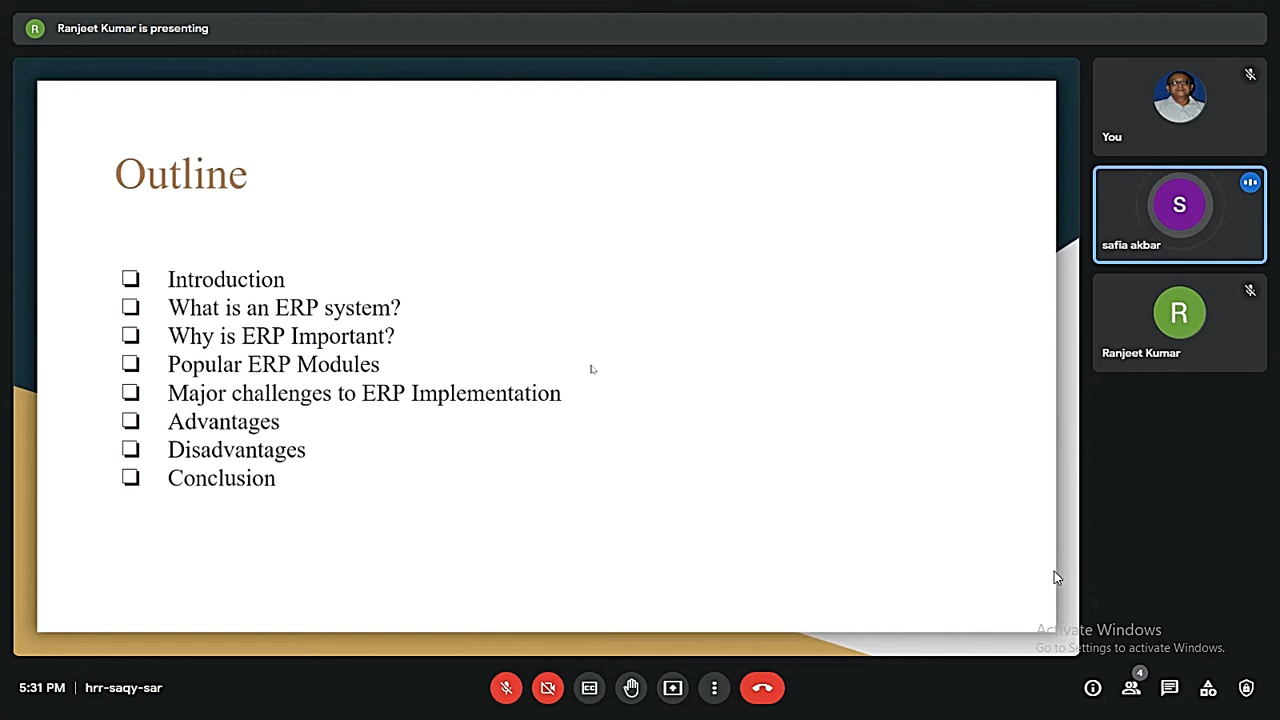 R Ranjeet Kumar is presenting
Outline
❏ Introduction
❏ What is an ERP system?
❏ Why is ERP Important?
❏ Popular ERP Modules
❏ Major challenges to ERP Implementation
❏ Advantages
❏ Disadvantages
❏ Conclusion
You
S
safia akbar
R
Ranjeet Kumar
Activate Windows
Go to Settings to activate Windows.
5:31 PM | hrr-saqy-sar
CC
4